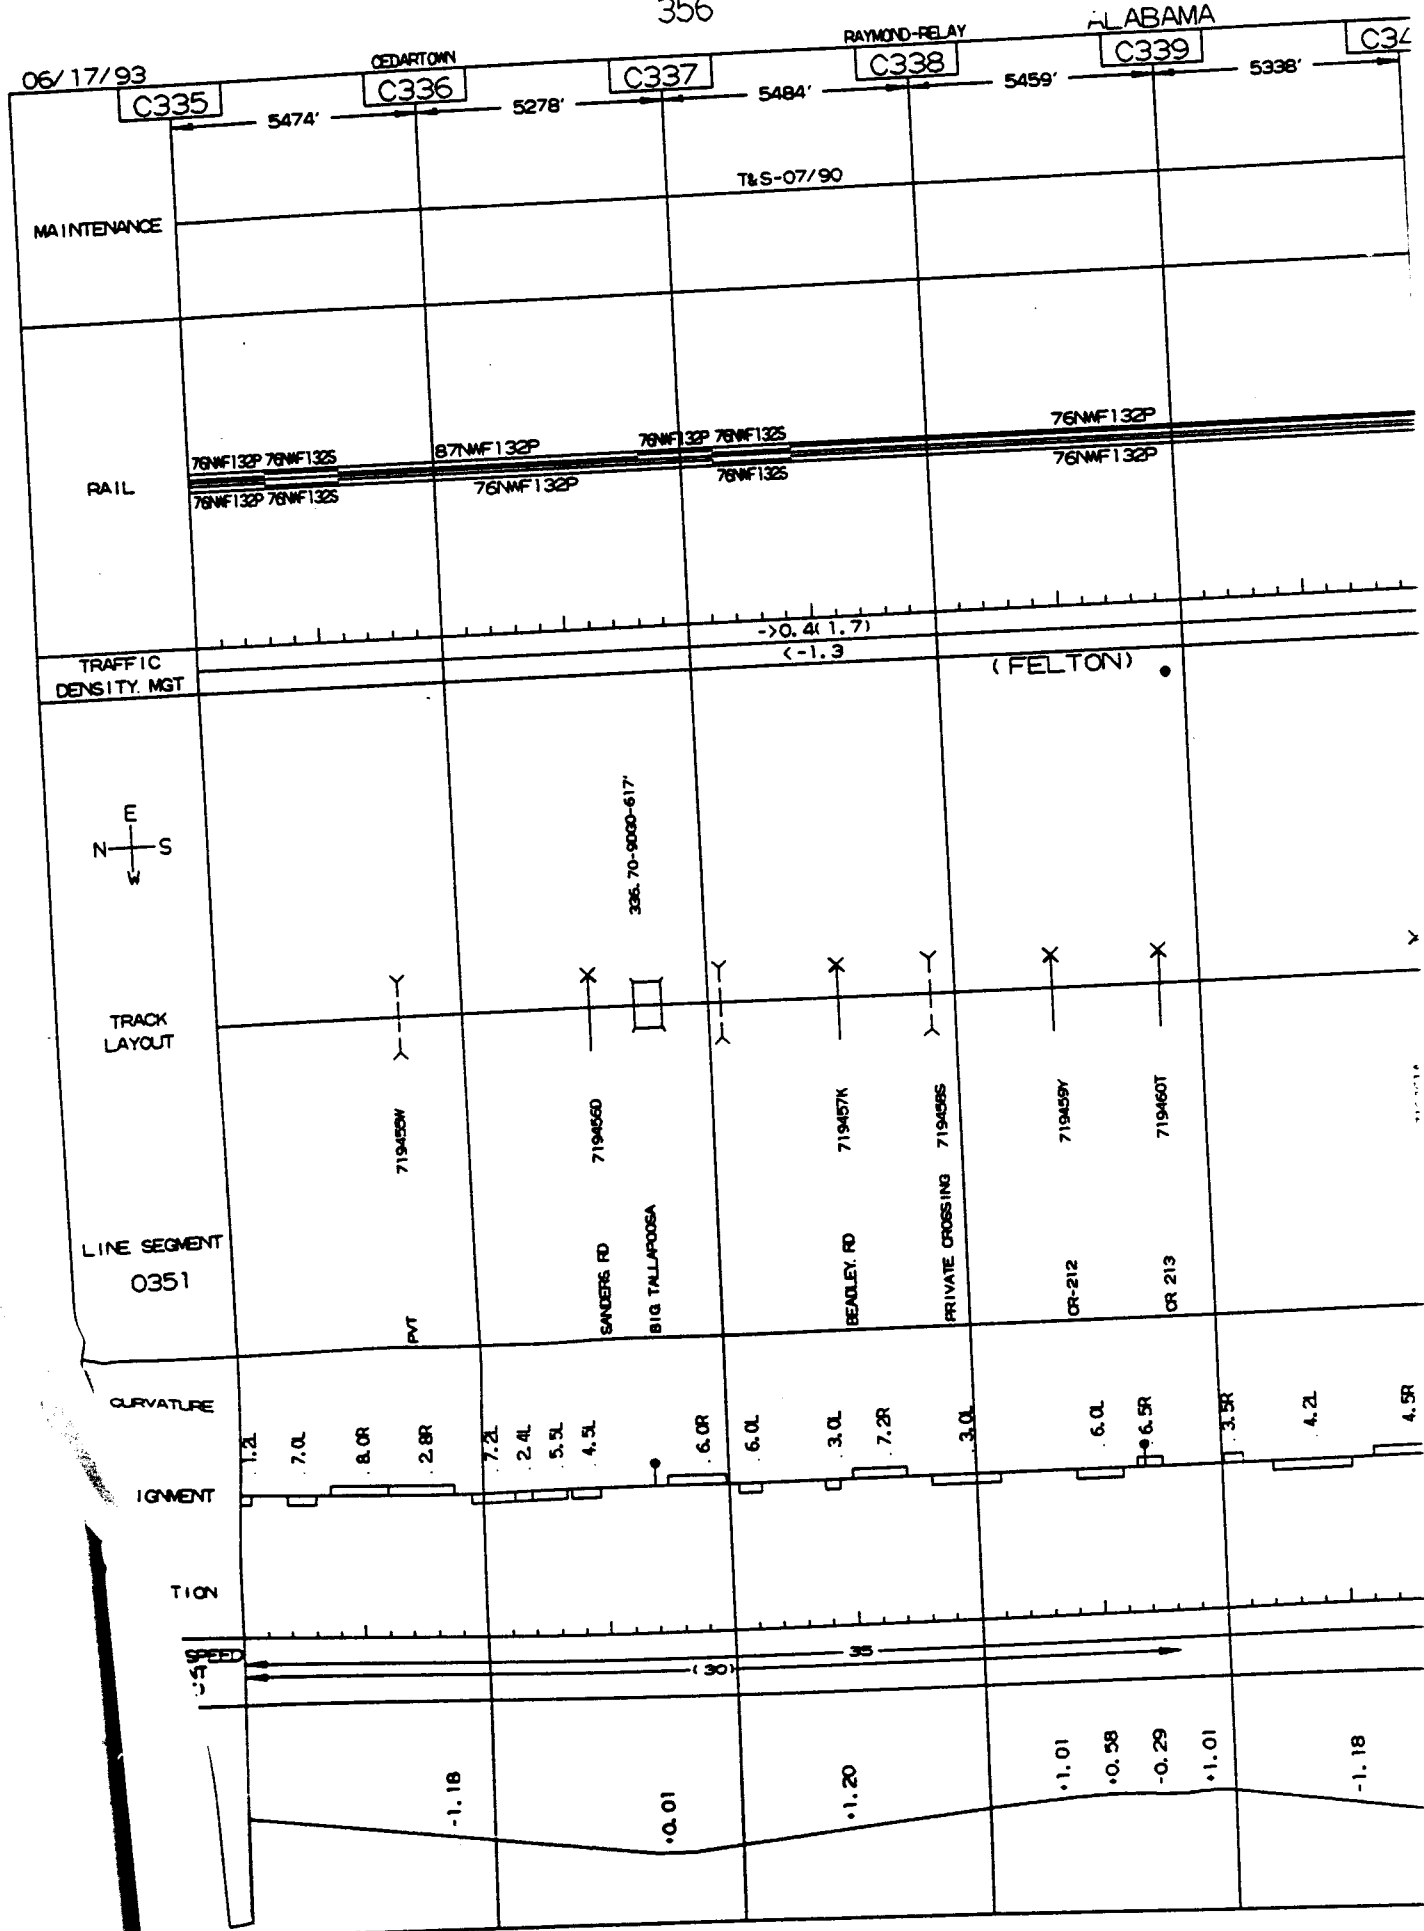 356
ALABAMA
CEDARTOWN
RAYMOND-RELAY
06/17/93
C335
C336
C337
C338
C339
5474'
5278'
5484'
5459'
5338'
T&S-07/90
MAINTENANCE
76NWF132P 76NWF132S
87NWF132P
76NWF132P 76NWF132S
76NWF132P
RAIL
76NWF132P 76NWF132S
76NWF132P
76NWF132S
76NWF132P
TRAFFIC
DENSITY. MGT
->0.4(1.7)
<-1.3
(FELTON)
E
N S
W
TRACK
LAYOUT
719456D
719457K
719458S
719459Y
719460T
LINE SEGMENT
0351
PVT
SANDERS RD
BIG TALLAPOOSA
BEADLEY. RD
PRIVATE CROSSING
CR-212
CR 213
CURVATURE
1.2L
7.0L
8.0R
2.8R
7.2L
2.4L
5.5L
4.5L
6.0R
6.0L
3.0L
7.2R
3.0L
6.0L
6.5R
3.5R
4.2L
4.5R
IGNMENT
TION
SPEED
35
(30)
-1.18
+0.01
+1.20
+1.01
+0.58
-0.29
+1.01
-1.18